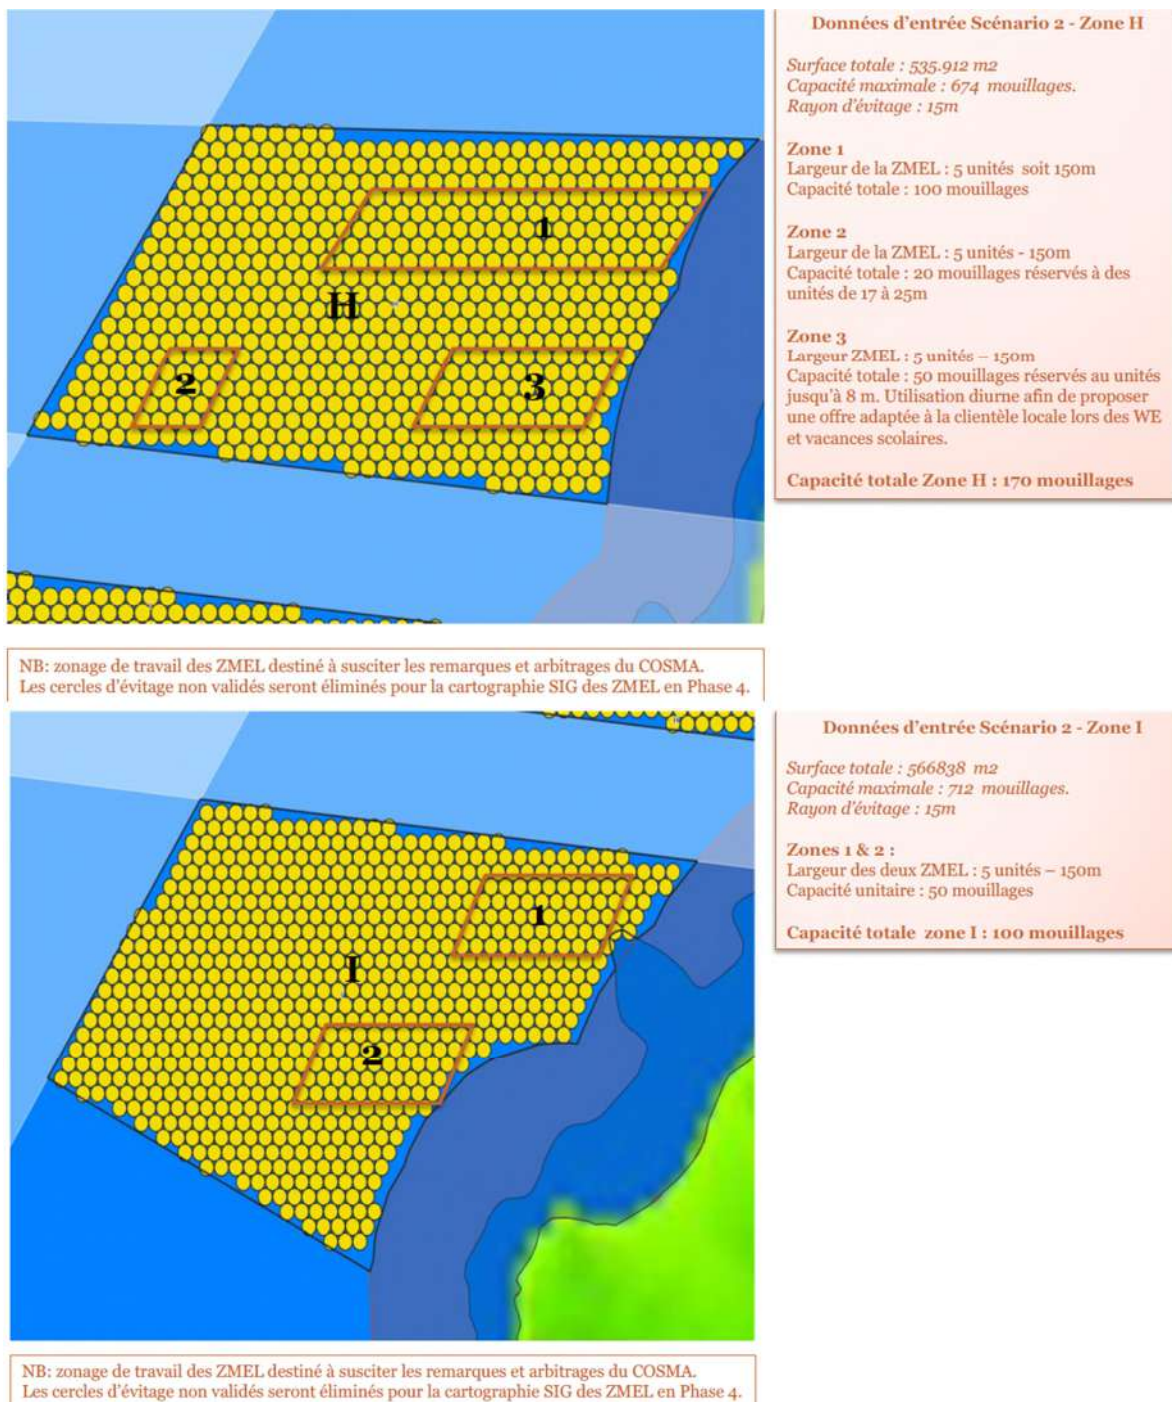 Données d'entrée Scénario 2 - Zone H
Surface totale : 535.912 m2
Capacité maximale : 674 mouillages.
Rayon d'évitage : 15m
Zone 1
Largeur de la ZMEL : 5 unités soit 150m
Capacité totale : 100 mouillages
Zone 2
Largeur de la ZMEL : 5 unités - 150m
Capacité totale : 20 mouillages réservés à des
unités de 17 à 25m
Zone 3
Largeur ZMEL : 5 unités – 150m
Capacité totale : 50 mouillages réservés au unités
jusqu'à 8 m. Utilisation diurne afin de proposer
une offre adaptée à la clientèle locale lors des WE
et vacances scolaires.
Capacité totale Zone H : 170 mouillages
1
H
2
3
NB: zonage de travail des ZMEL destiné à susciter les remarques et arbitrages du COSMA.
Les cercles d'évitage non validés seront éliminés pour la cartographie SIG des ZMEL en Phase 4.
Données d'entrée Scénario 2 - Zone I
Surface totale : 566838 m2
Capacité maximale : 712 mouillages.
Rayon d'évitage : 15m
Zones 1 & 2 :
Largeur des deux ZMEL : 5 unités – 150m
Capacité unitaire : 50 mouillages
Capacité totale zone I : 100 mouillages
1
I
2
NB: zonage de travail des ZMEL destiné à susciter les remarques et arbitrages du COSMA.
Les cercles d'évitage non validés seront éliminés pour la cartographie SIG des ZMEL en Phase 4.